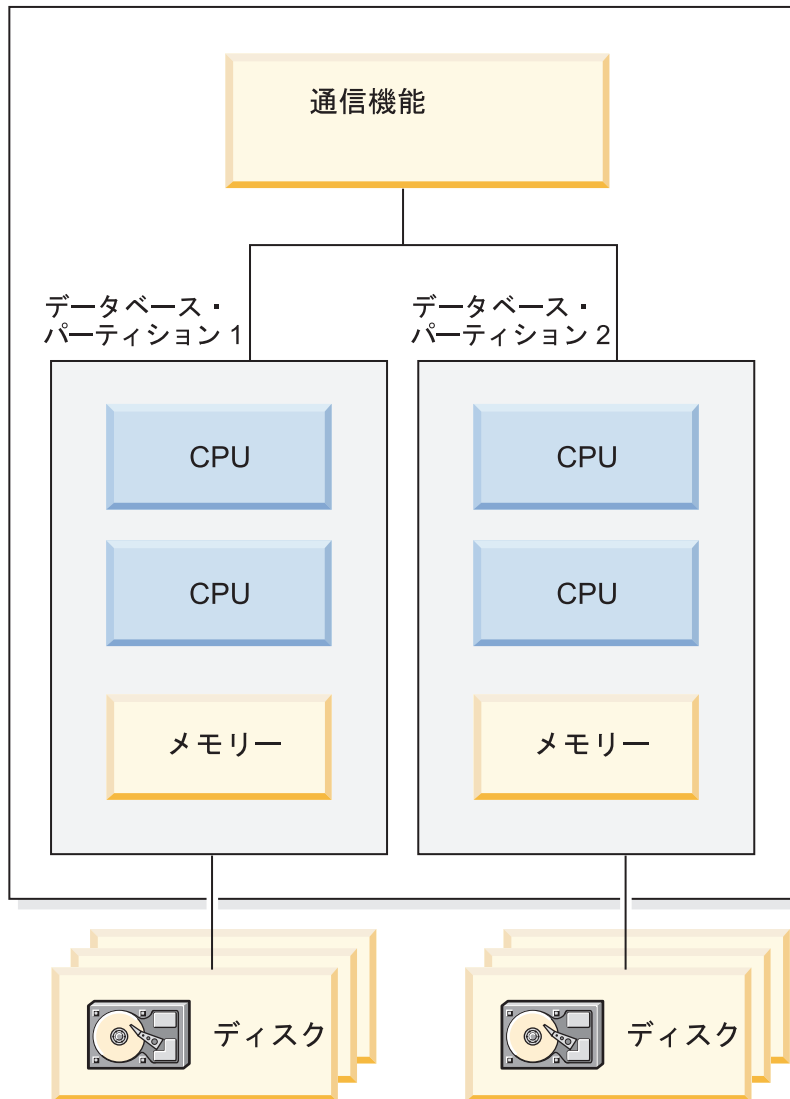 通信機能
データベース・
パーティション 1
データベース・
パーティション 2
CPU
CPU
メモリー
CPU
CPU
メモリー
ディスク
ディスク